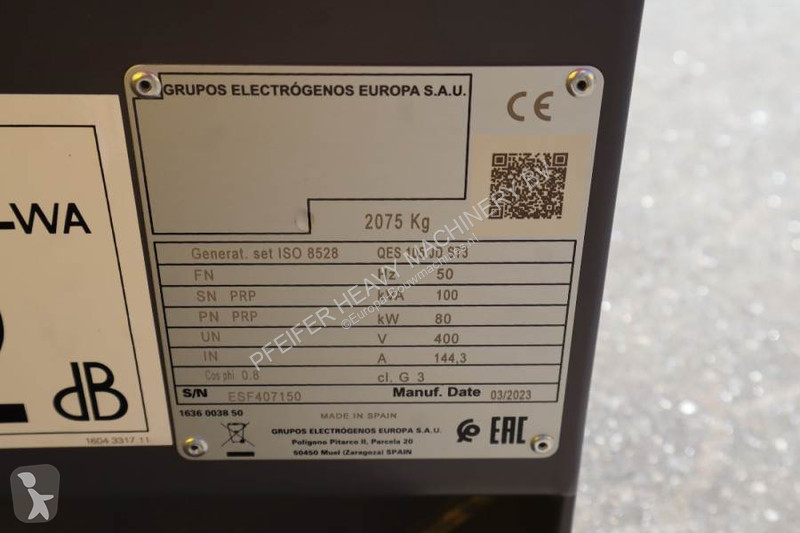 GRUPOS ELECTRÓGENOS EUROPA S.A.U.
CE
2075 Kg
Generat. set ISO 8528 QES
FN Hz 50
SN PRP kVA 100
PN PRP kW 80
UN V 400
IN A 144,3
Cos phi 0.8 cl. G 3
S/N ESF407150 Manuf. Date 03/2023
1636 0038 50 MADE IN SPAIN
GRUPOS ELECTRÓGENOS EUROPA S.A.U.
Polígono Pitarco II, Parcela 20
50450 Muel (Zaragoza) SPAIN
EAC
-WA
dB
1604 3317 11
PFEIFER HEAVY MACHINERY B.V.